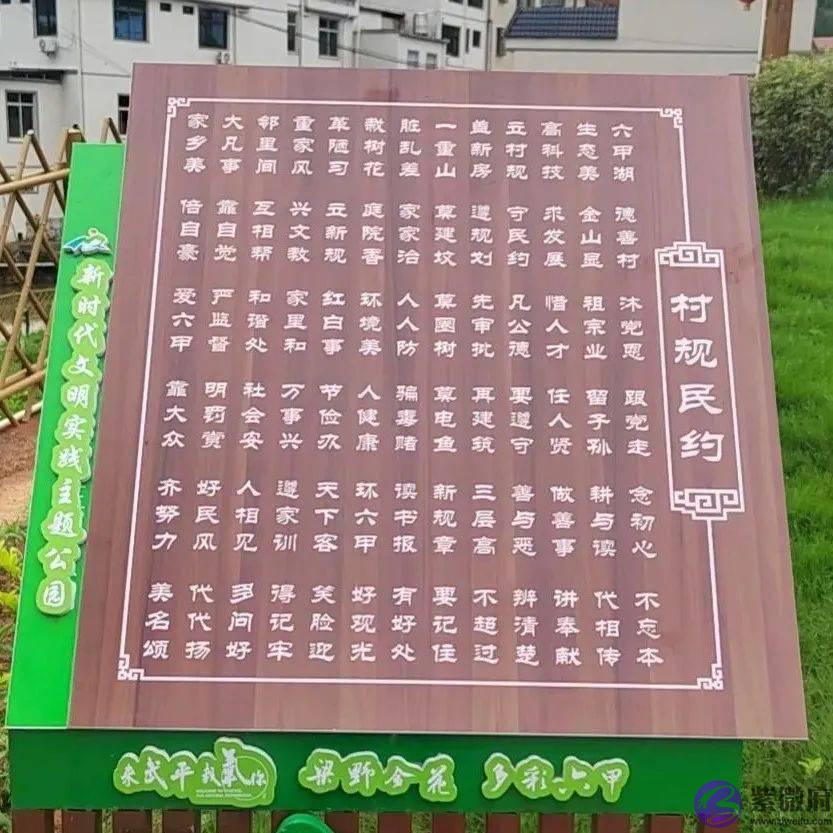 村规民约
六甲湖 德善村 沐党恩 跟党走 念初心 不忘本
生态美 金山显 祖宗业 留子孙 耕与读 代相传
高科技 求发展 惜人才 任人贤 做善事 讲奉献
立村规 守民约 凡公德 要遵守 善与恶 辨清楚
盖新房 遵规划 先审批 再建筑 三层高 不超过
一重山 莫建坟 莫树 莫电鱼 新规章 要记住
脏乱差 家家治 人人防 骗毒赌 读书报 有好处
栽树花 庭院香 环境美 人健康 环六甲 好观光
革陋习 立新规 红白事 节俭办 天下客 笑脸迎
重家风 兴文教 家里和 万事兴 遵家训 得记牢
邻里间 互相帮 和谐处 社会安 人相见 多问好
大凡事 靠自觉 严监督 明罚赏 好民风 代代扬
家乡美 倍自豪 爱六甲 靠大众 齐努力 美名颂
新时代文明实践主题公园
来武平我氧你
梁野金花 多彩六甲
紫微府